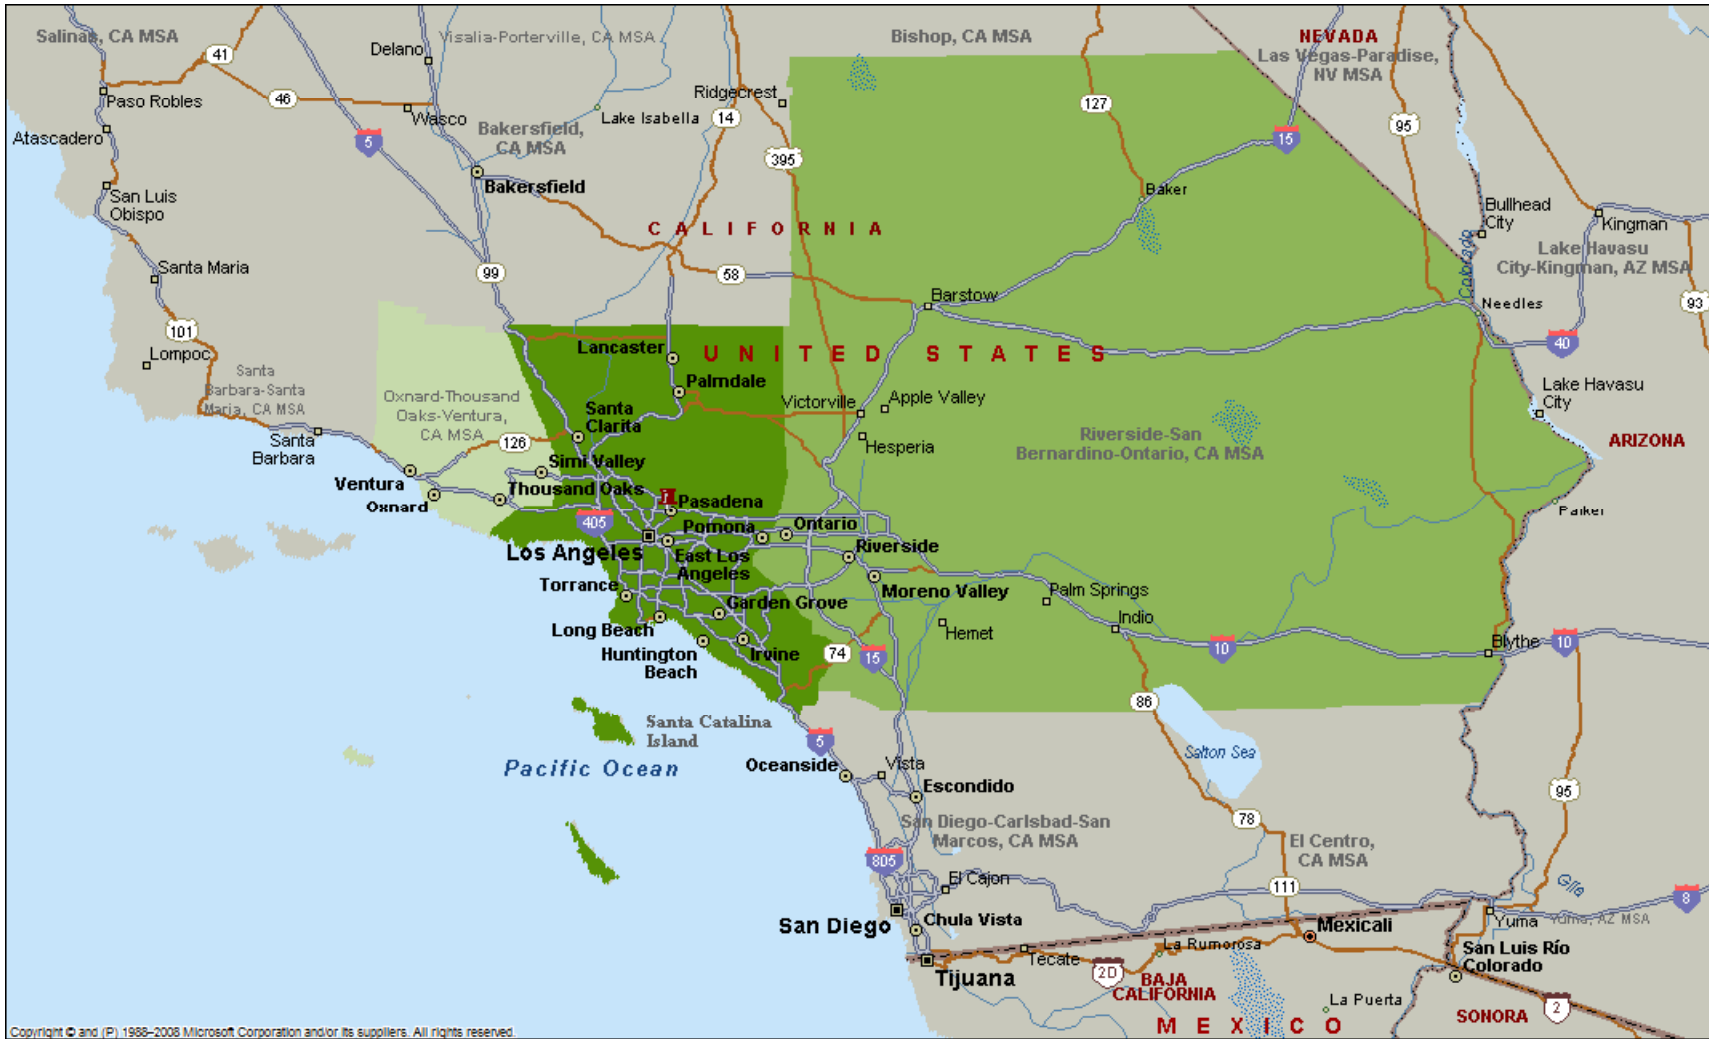 Salinas, CA MSA
41
Delano
Visalia-Porterville, CA MSA
Bishop, CA MSA
NEVADA
Las Vegas-Paradise,
NV MSA
Paso Robles
46
Wasco
Ridgecrest
Lake Isabella
14
127
95
15
Atascadero
5
Bakersfield,
CA MSA
395
Bakersfield
San Luis
Obispo
Baker
Bullhead
City
Kingman
CALIFORNIA
Lake Havasu
City-Kingman, AZ MSA
Colorado
Santa Maria
99
58
Barstow
Needles
93
101
40
Lompoc
Lancaster
UNITED STATES
Santa
Barbara-Santa
Maria, CA MSA
Oxnard-Thousand
Oaks-Ventura,
CA MSA
Palmdale
Santa
Clarita
Victorville
Apple Valley
Lake Havasu
City
126
Hesperia
Riverside-San
Bernardino-Ontario, CA MSA
ARIZONA
Santa
Barbara
Simi Valley
Ventura
Thousand Oaks
Oxnard
Pasadena
Parker
405
Pomona
Ontario
Los Angeles
East Los
Angeles
Riverside
Torrance
Moreno Valley
Palm Springs
Garden Grove
Long Beach
Hemet
Indio
Huntington
Beach
Irvine
74
15
10
Blythe
10
86
Santa Catalina
Island
5
Salton Sea
Pacific Ocean
Oceanside
Vista
Escondido
95
San Diego-Carlsbad-San
Marcos, CA MSA
78
El Centro,
CA MSA
805
El Cajon
111
Gila
8
San Diego
Chula Vista
Mexicali
Yuma
Yuma, AZ MSA
La Rumorosa
Tecate
San Luis Río
Colorado
Tijuana
2D
BAJA
CALIFORNIA
La Puerta
2
SONORA
MEXICO
Copyright © and (P) 1988–2008 Microsoft Corporation and/or its suppliers. All rights reserved.